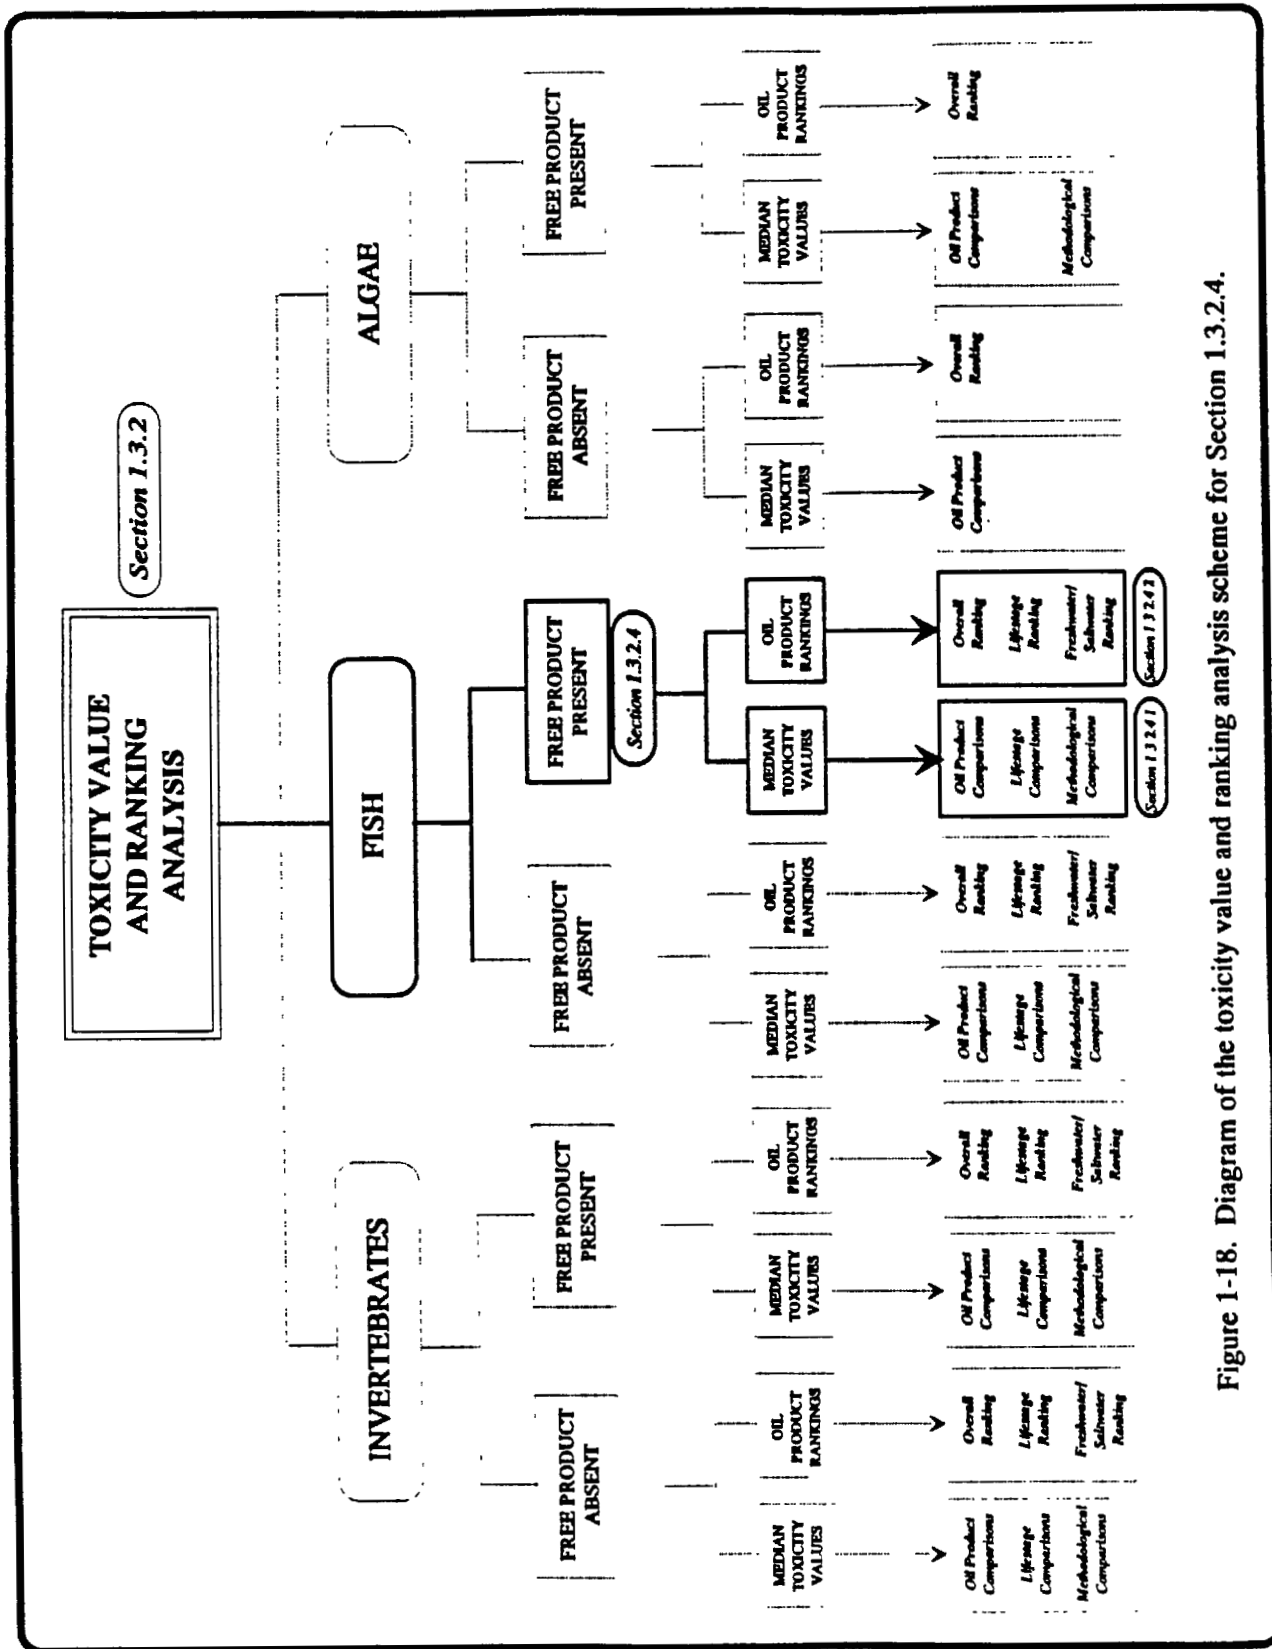 TOXICITY VALUE
AND RANKING
ANALYSIS
Section 1.3.2
INVERTEBRATES
FISH
ALGAE
FREE PRODUCT
ABSENT
FREE PRODUCT
PRESENT
FREE PRODUCT
ABSENT
FREE PRODUCT
PRESENT
Section 1.3.2.4
FREE PRODUCT
ABSENT
FREE PRODUCT
PRESENT
MEDIAN
TOXICITY
VALUES
OIL
PRODUCT
RANKINGS
MEDIAN
TOXICITY
VALUES
OIL
PRODUCT
RANKINGS
MEDIAN
TOXICITY
VALUES
OIL
PRODUCT
RANKINGS
MEDIAN
TOXICITY
VALUES
OIL
PRODUCT
RANKINGS
MEDIAN
TOXICITY
VALUES
OIL
PRODUCT
RANKINGS
MEDIAN
TOXICITY
VALUES
OIL
PRODUCT
RANKINGS
Oil Product
Comparisons
Lifestage
Comparisons
Methodological
Comparisons
Overall
Ranking
Lifestage
Ranking
Freshwater/
Saltwater
Ranking
Oil Product
Comparisons
Lifestage
Comparisons
Methodological
Comparisons
Overall
Ranking
Lifestage
Ranking
Freshwater/
Saltwater
Ranking
Oil Product
Comparisons
Lifestage
Comparisons
Methodological
Comparisons
Overall
Ranking
Lifestage
Ranking
Freshwater/
Saltwater
Ranking
Oil Product
Comparisons
Lifestage
Comparisons
Methodological
Comparisons
Section 1 3 2 4 1
Overall
Ranking
Lifestage
Ranking
Freshwater/
Saltwater
Ranking
Section 1 3 2 4 2
Oil Product
Comparisons
Overall
Ranking
Oil Product
Comparisons
Methodological
Comparisons
Overall
Ranking
Figure 1-18. Diagram of the toxicity value and ranking analysis scheme for Section 1.3.2.4.